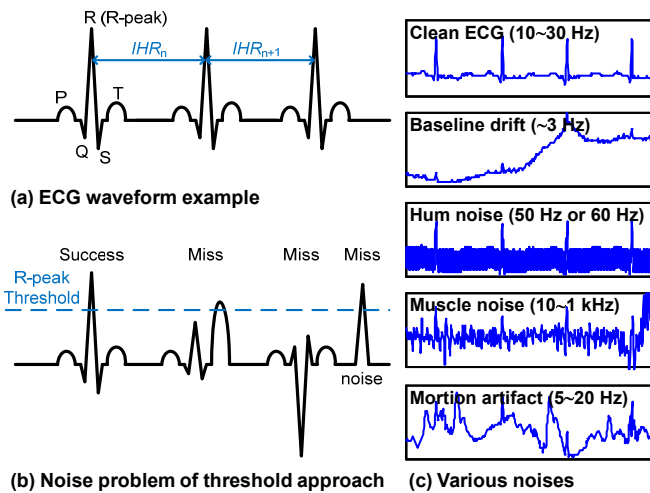 R (R-peak)
IHRn
IHRn+1
P
T
Q
S
(a) ECG waveform example
Success
Miss
Miss
Miss
R-peak
Threshold
noise
(b) Noise problem of threshold approach
Clean ECG (10~30 Hz)
Baseline drift (~3 Hz)
Hum noise (50 Hz or 60 Hz)
Muscle noise (10~1 kHz)
Mortion artifact (5~20 Hz)
(c) Various noises